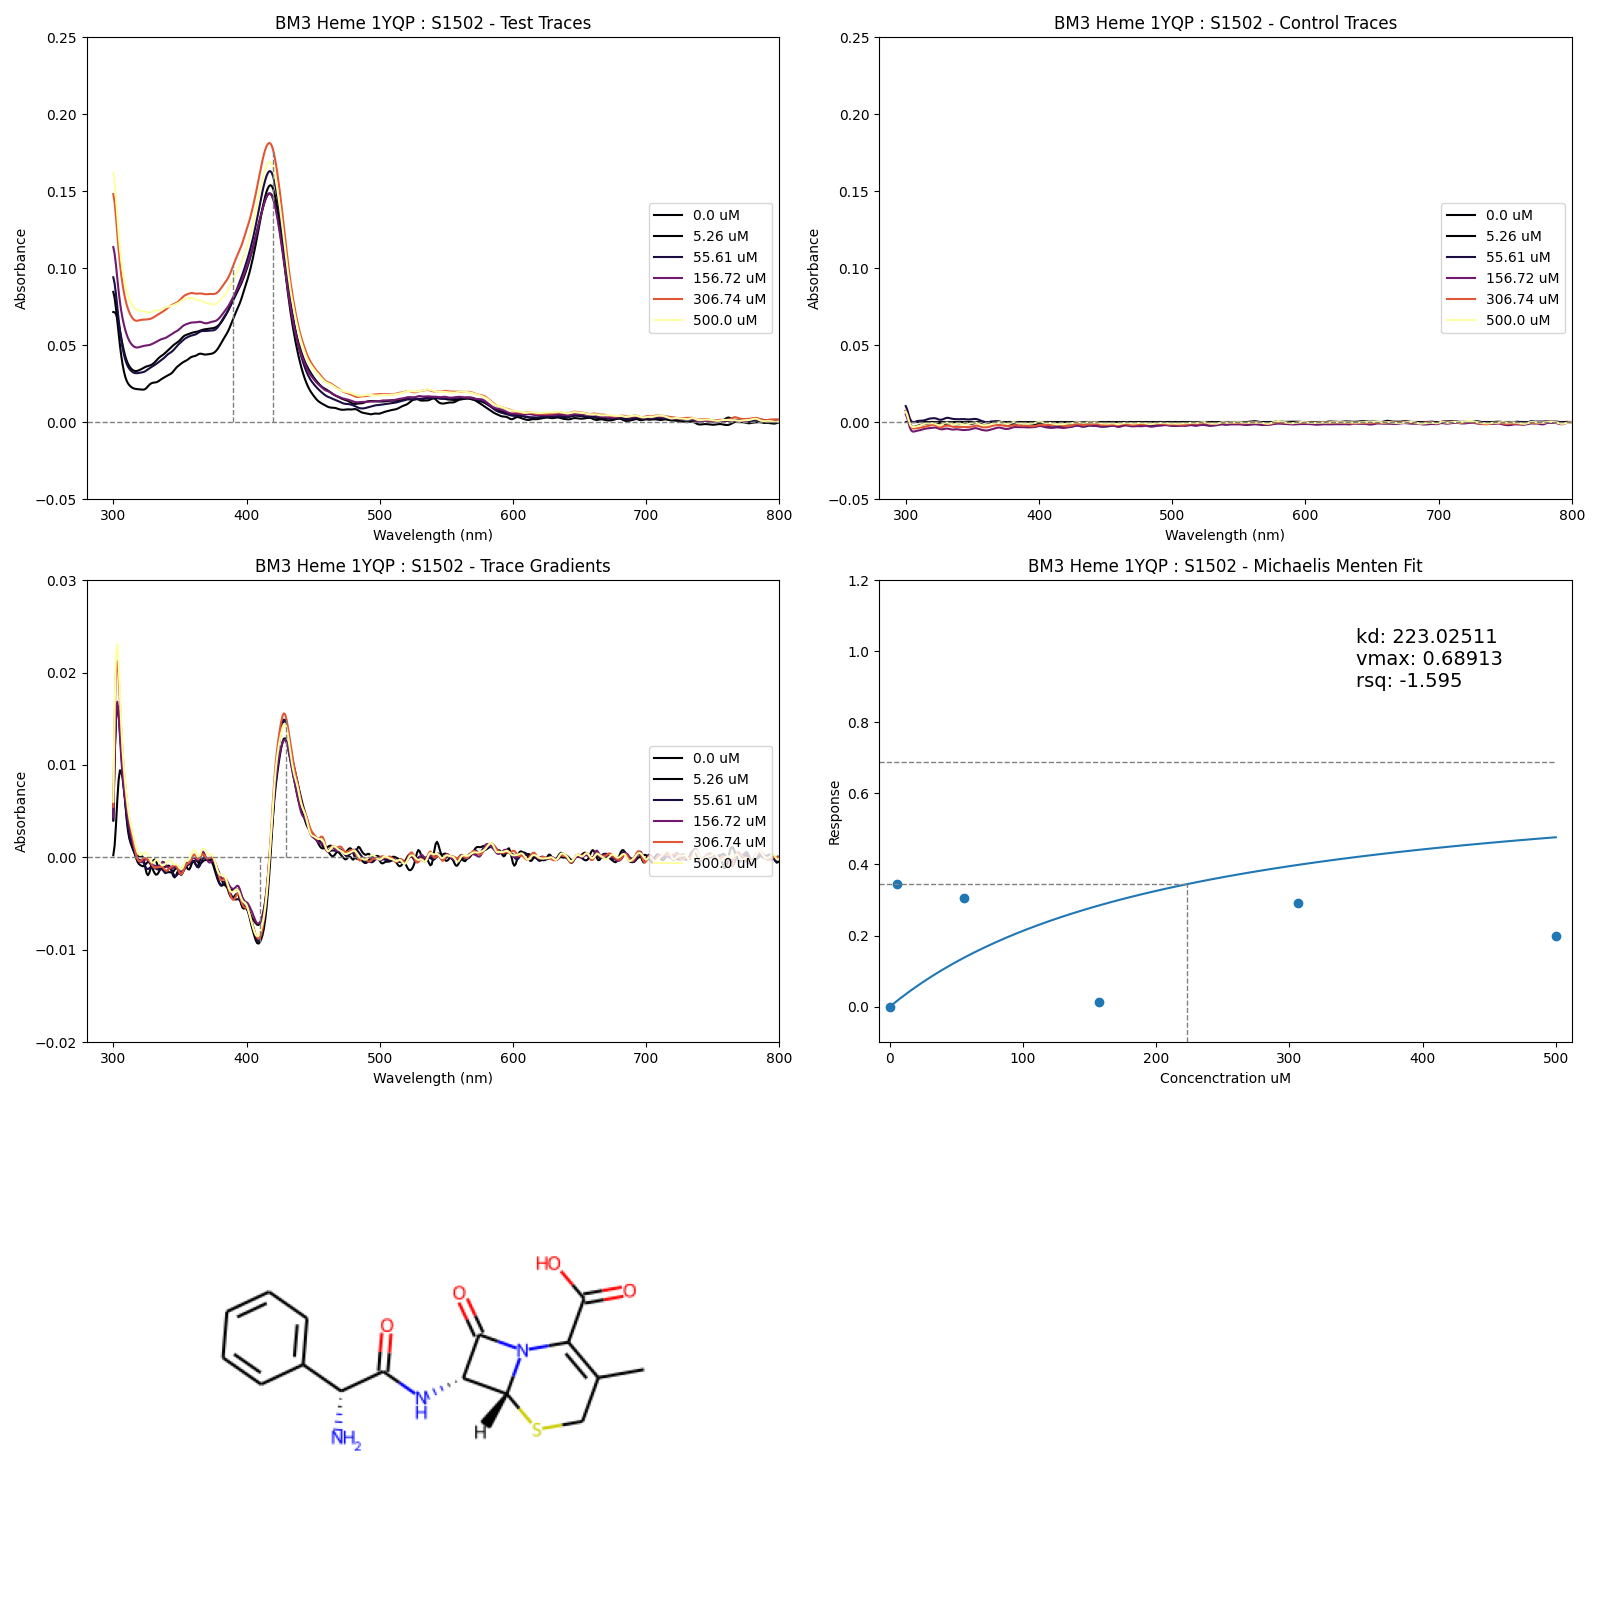 BM3 Heme 1YQP : S1502 - Test Traces
0.25
0.20
0.15
0.10
0.05
0.00
−0.05
Absorbance
300 400 500 600 700 800
Wavelength (nm)
0.0 uM
5.26 uM
55.61 uM
156.72 uM
306.74 uM
500.0 uM
BM3 Heme 1YQP : S1502 - Control Traces
0.25
0.20
0.15
0.10
0.05
0.00
−0.05
Absorbance
300 400 500 600 700 800
Wavelength (nm)
0.0 uM
5.26 uM
55.61 uM
156.72 uM
306.74 uM
500.0 uM
BM3 Heme 1YQP : S1502 - Trace Gradients
0.03
0.02
0.01
0.00
−0.01
−0.02
Absorbance
300 400 500 600 700 800
Wavelength (nm)
0.0 uM
5.26 uM
55.61 uM
156.72 uM
306.74 uM
500.0 uM
BM3 Heme 1YQP : S1502 - Michaelis Menten Fit
1.2
1.0
0.8
0.6
0.4
0.2
0.0
Response
kd: 223.02511
vmax: 0.68913
rsq: -1.595
0 100 200 300 400 500
Concenctration uM
HO
O
O
O
N
N
H
H
S
NH2